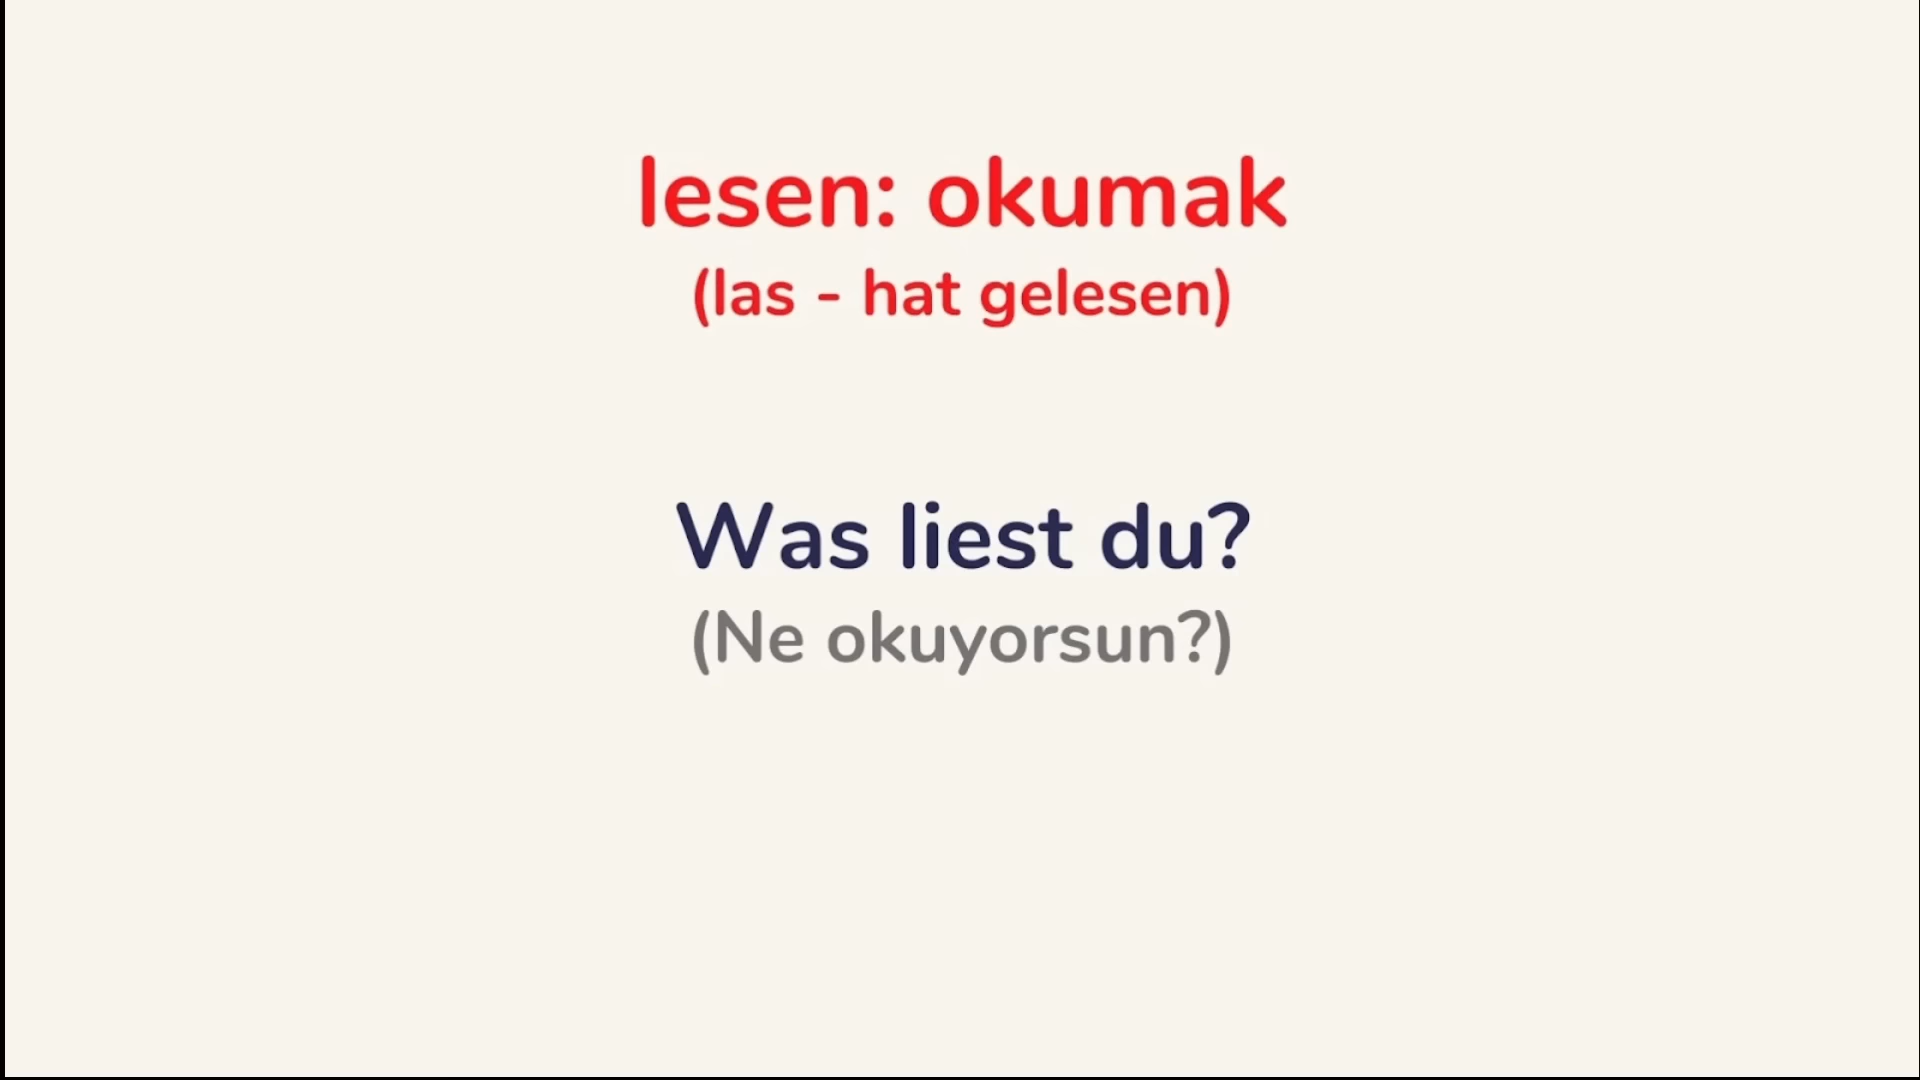 lesen: okumak
(las - hat gelesen)
Was liest du?
(Ne okuyorsun?)